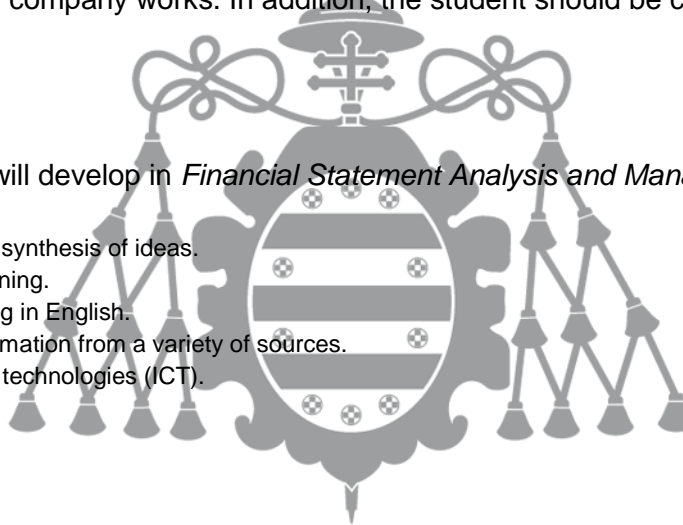 company works. In addition, the student should be c
will develop in Financial Statement Analysis and Mana
synthesis of ideas.
ning.
g in English.
mation from a variety of sources.
technologies (ICT).